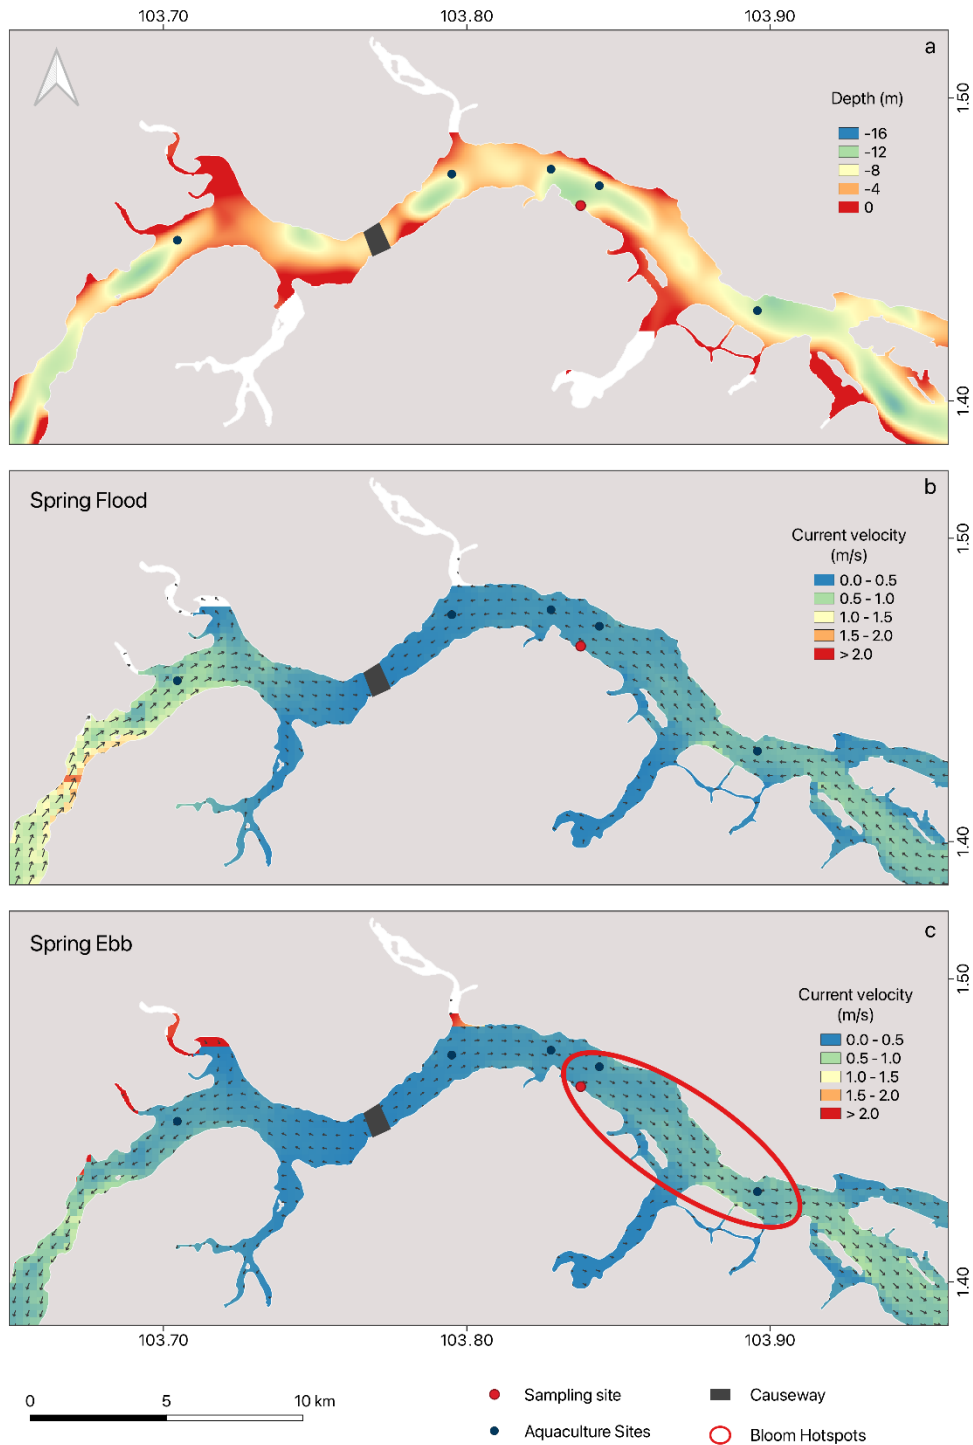 103.70 103.80 103.90
a
1.50
Depth (m)
-16
-12
-8
-4
0
1.40
Spring Flood
b
1.50
Current velocity
(m/s)
0.0 - 0.5
0.5 - 1.0
1.0 - 1.5
1.5 - 2.0
> 2.0
1.40
Spring Ebb
c
1.50
Current velocity
(m/s)
0.0 - 0.5
0.5 - 1.0
1.0 - 1.5
1.5 - 2.0
> 2.0
1.40
103.70 103.80 103.90
0 5 10 km
Sampling site
Causeway
Aquaculture Sites
Bloom Hotspots